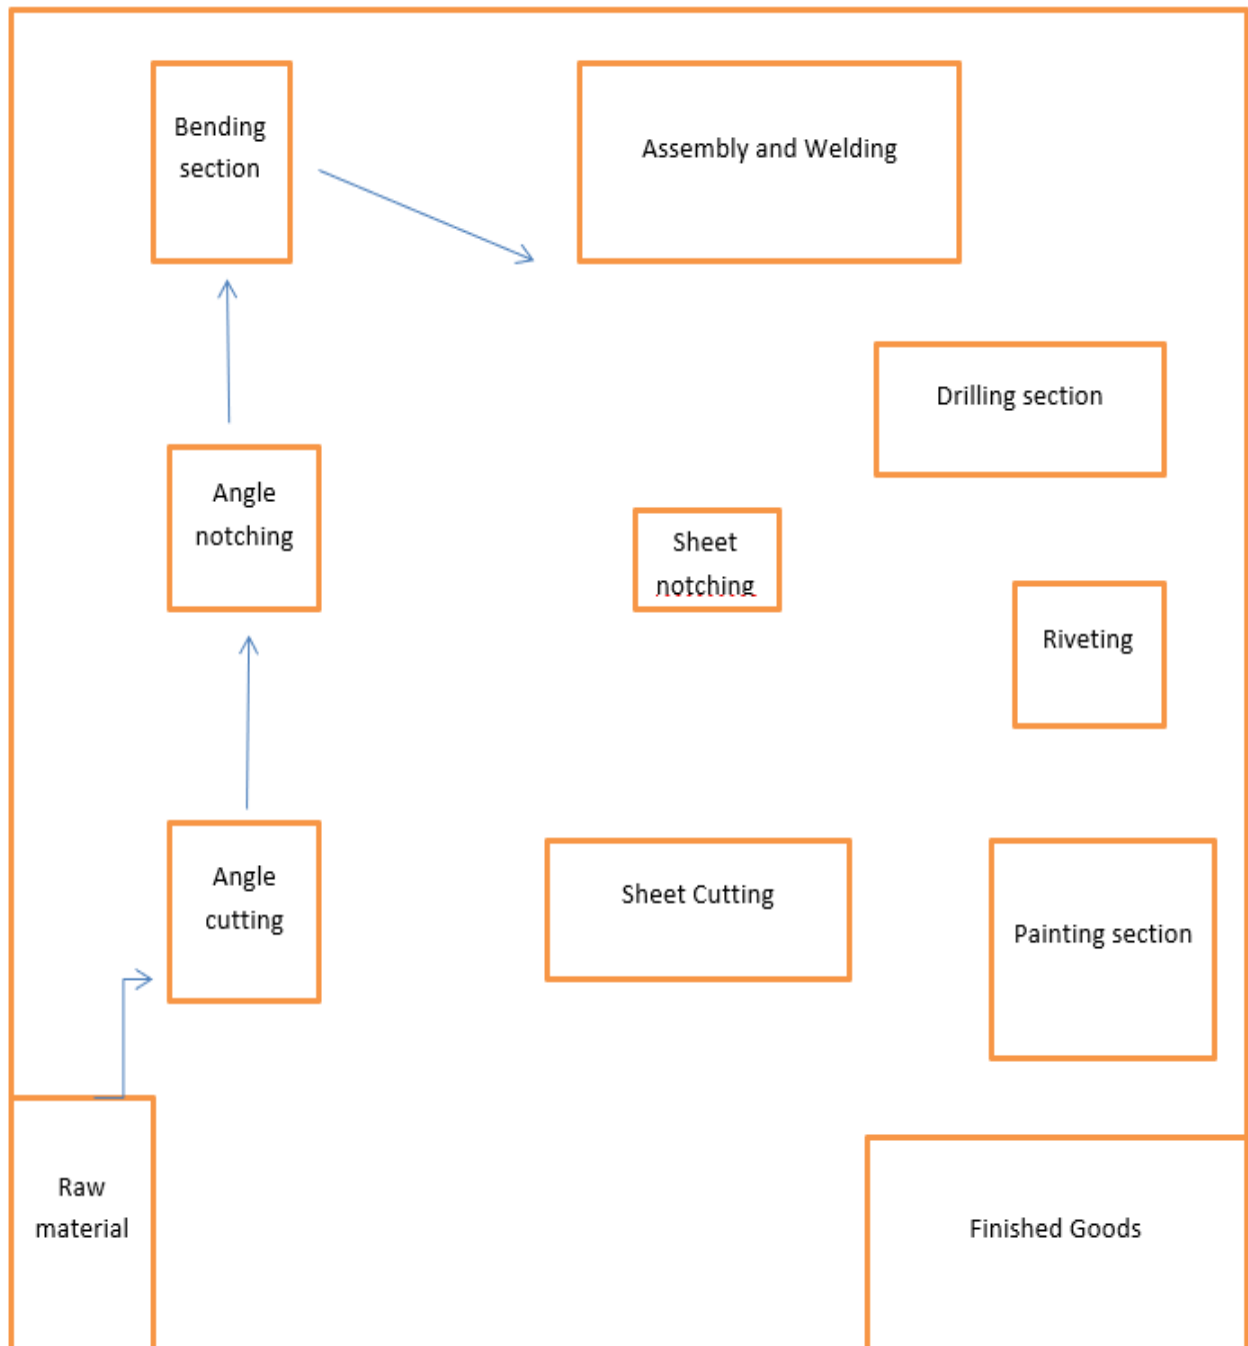 Bending
section
Assembly and Welding
Drilling section
Angle
notching
Sheet
notching
Riveting
Angle
cutting
Sheet Cutting
Painting section
Raw
material
Finished Goods